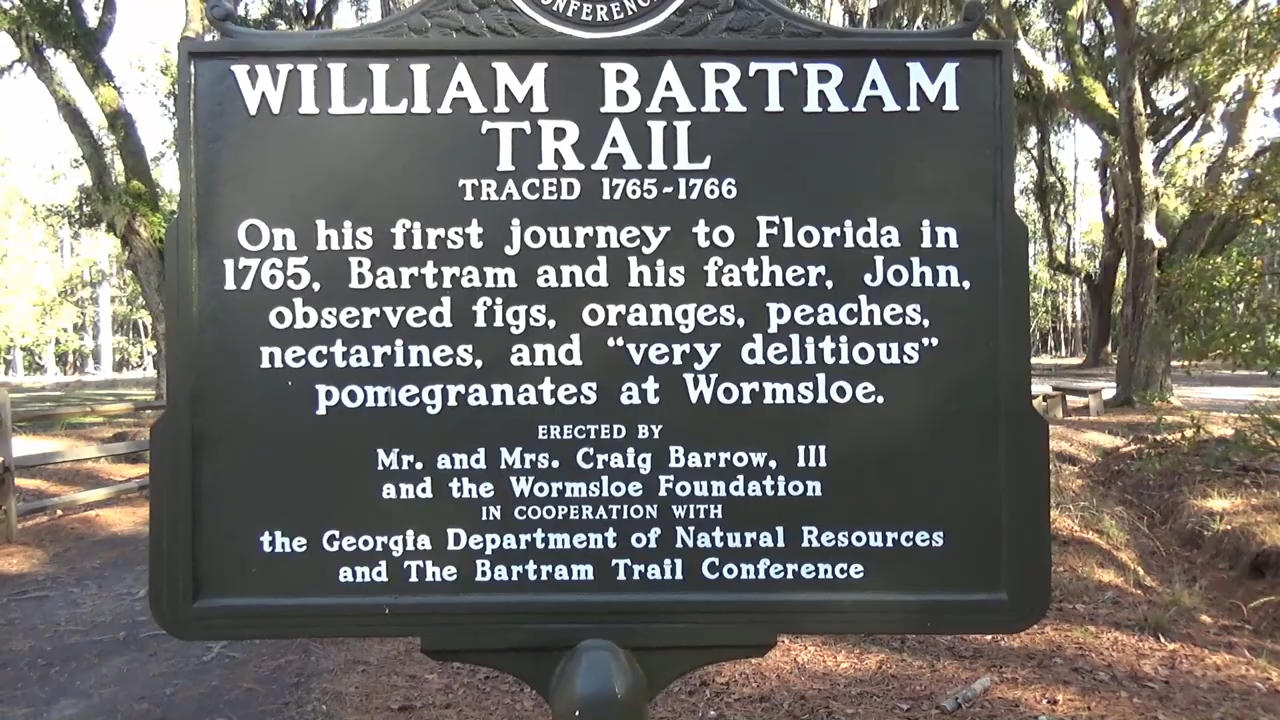 CONFERENCE
WILLIAM BARTRAM
TRAIL
TRACED 1765-1766
On his first journey to Florida in
1765, Bartram and his father, John,
observed figs, oranges, peaches,
nectarines, and “very delitious”
pomegranates at Wormsloe.
ERECTED BY
Mr. and Mrs. Craig Barrow, III
and the Wormsloe Foundation
IN COOPERATION WITH
the Georgia Department of Natural Resources
and The Bartram Trail Conference